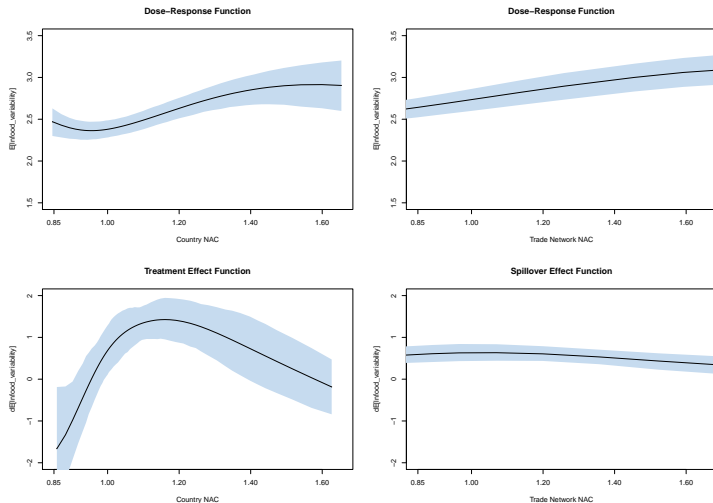 Dose−Response Function
E[lnfood_variability]
3.5
3.0
2.5
2.0
1.5
0.85 1.00 1.20 1.40 1.60
Country NAC
Dose−Response Function
E[lnfood_variability]
3.5
3.0
2.5
2.0
1.5
0.85 1.00 1.20 1.40 1.60
Trade Network NAC
Treatment Effect Function
dE[lnfood_variability]
2
1
0
−1
−2
0.85 1.00 1.20 1.40 1.60
Country NAC
Spillover Effect Function
dE[lnfood_variability]
2
1
0
−1
−2
0.85 1.00 1.20 1.40 1.60
Trade Network NAC